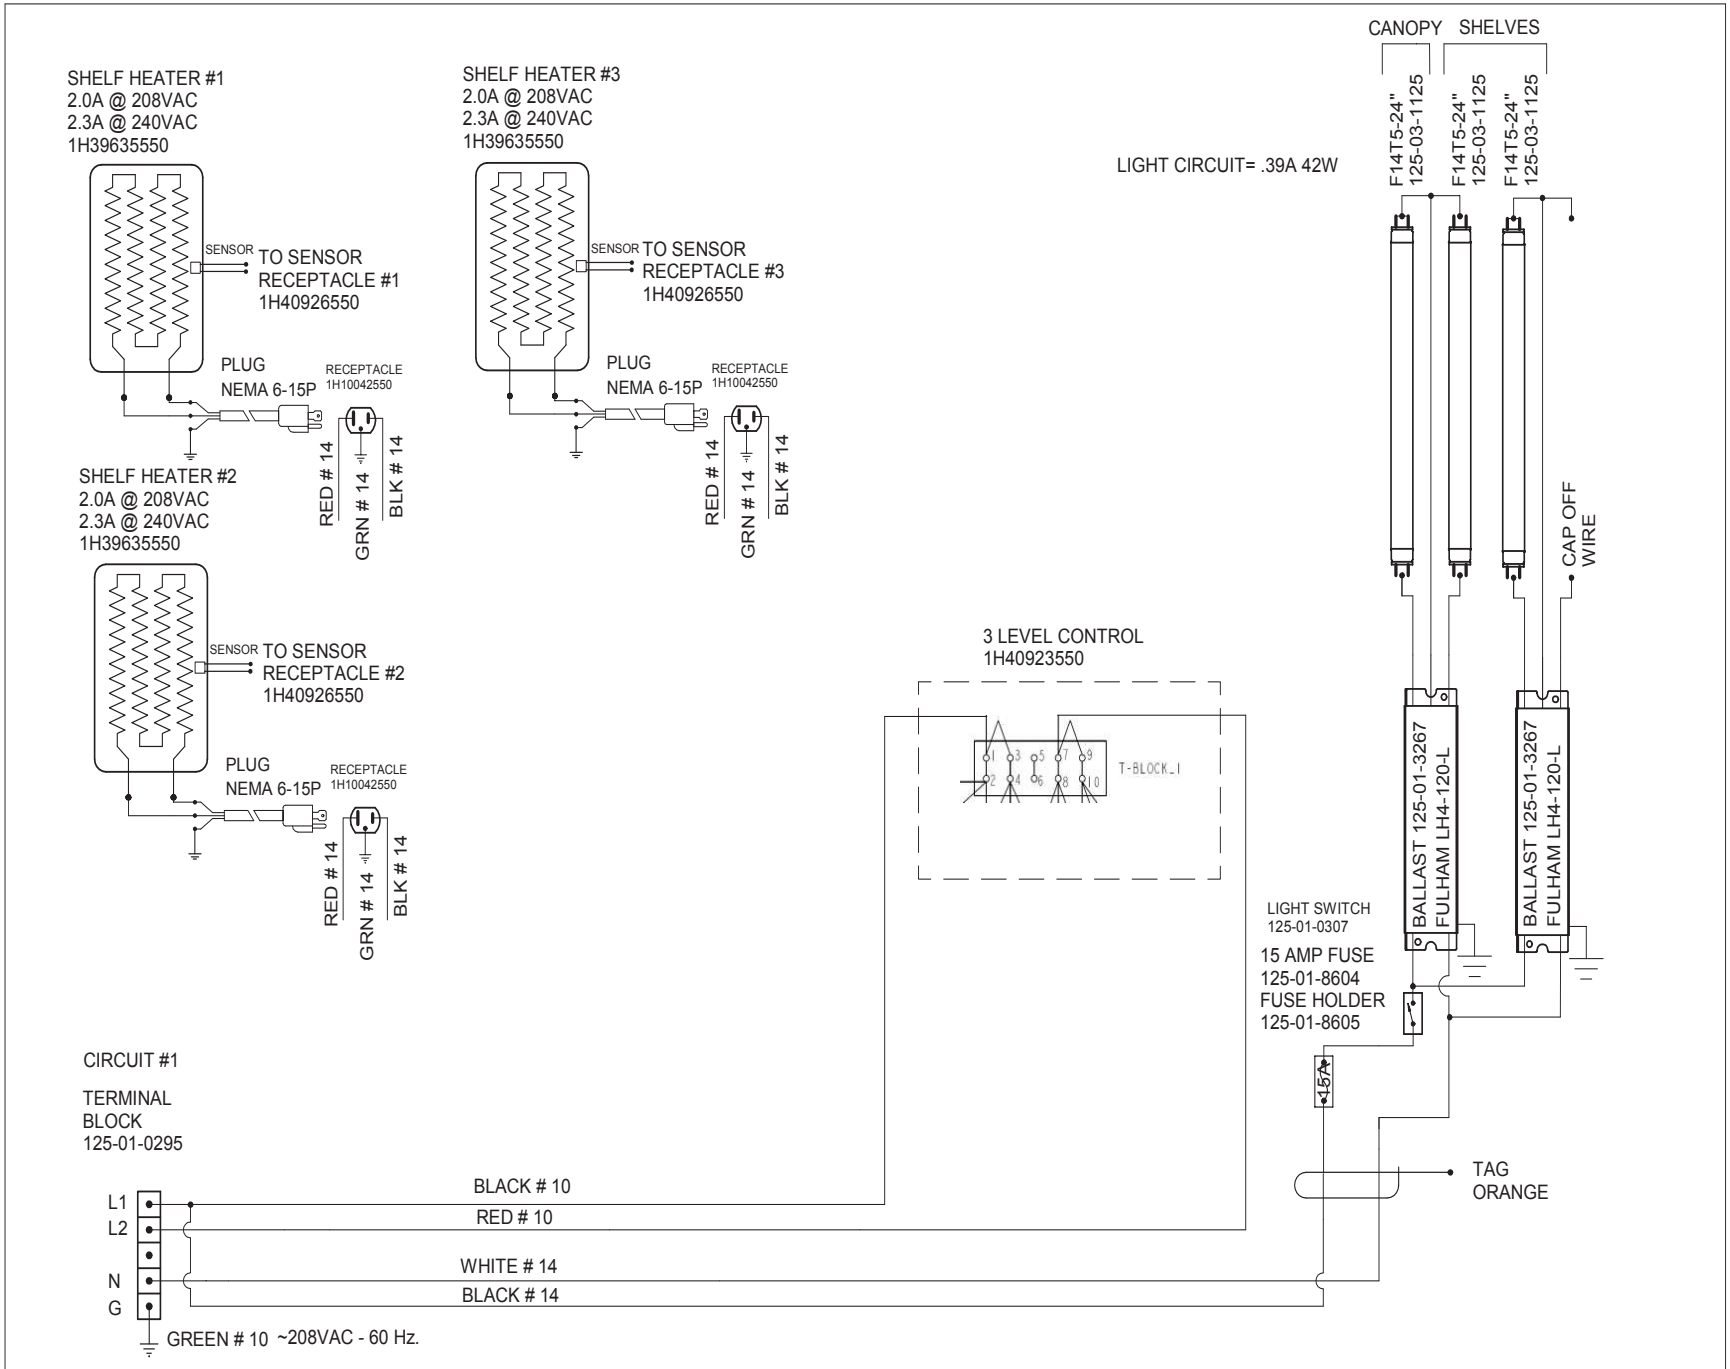 CANOPY SHELVES
F14T5-24"
125-03-1125
F14T5-24"
125-03-1125
F14T5-24"
125-03-1125
LIGHT CIRCUIT= .39A 42W
SHELF HEATER #1
2.0A @ 208VAC
2.3A @ 240VAC
1H39635550
SENSOR
TO SENSOR
RECEPTACLE #1
1H40926550
PLUG
NEMA 6-15P
RECEPTACLE
1H10042550
RED # 14
GRN # 14
BLK # 14
SHELF HEATER #3
2.0A @ 208VAC
2.3A @ 240VAC
1H39635550
SENSOR
TO SENSOR
RECEPTACLE #3
1H40926550
PLUG
NEMA 6-15P
RECEPTACLE
1H10042550
RED # 14
GRN # 14
BLK # 14
SHELF HEATER #2
2.0A @ 208VAC
2.3A @ 240VAC
1H39635550
SENSOR
TO SENSOR
RECEPTACLE #2
1H40926550
PLUG
NEMA 6-15P
RECEPTACLE
1H10042550
RED # 14
GRN # 14
BLK # 14
CAP OFF
WIRE
3 LEVEL CONTROL
1H40923550
1 3 5 7 9
2 4 6 8 10
T-BLOCK_1
BALLAST 125-01-3267
FULHAM LH4-120-L
BALLAST 125-01-3267
FULHAM LH4-120-L
LIGHT SWITCH
125-01-0307
15 AMP FUSE
125-01-8604
FUSE HOLDER
125-01-8605
15A
TAG
ORANGE
CIRCUIT #1
TERMINAL
BLOCK
125-01-0295
L1
L2
N
G
BLACK # 10
RED # 10
WHITE # 14
BLACK # 14
GREEN # 10 ~208VAC - 60 Hz.